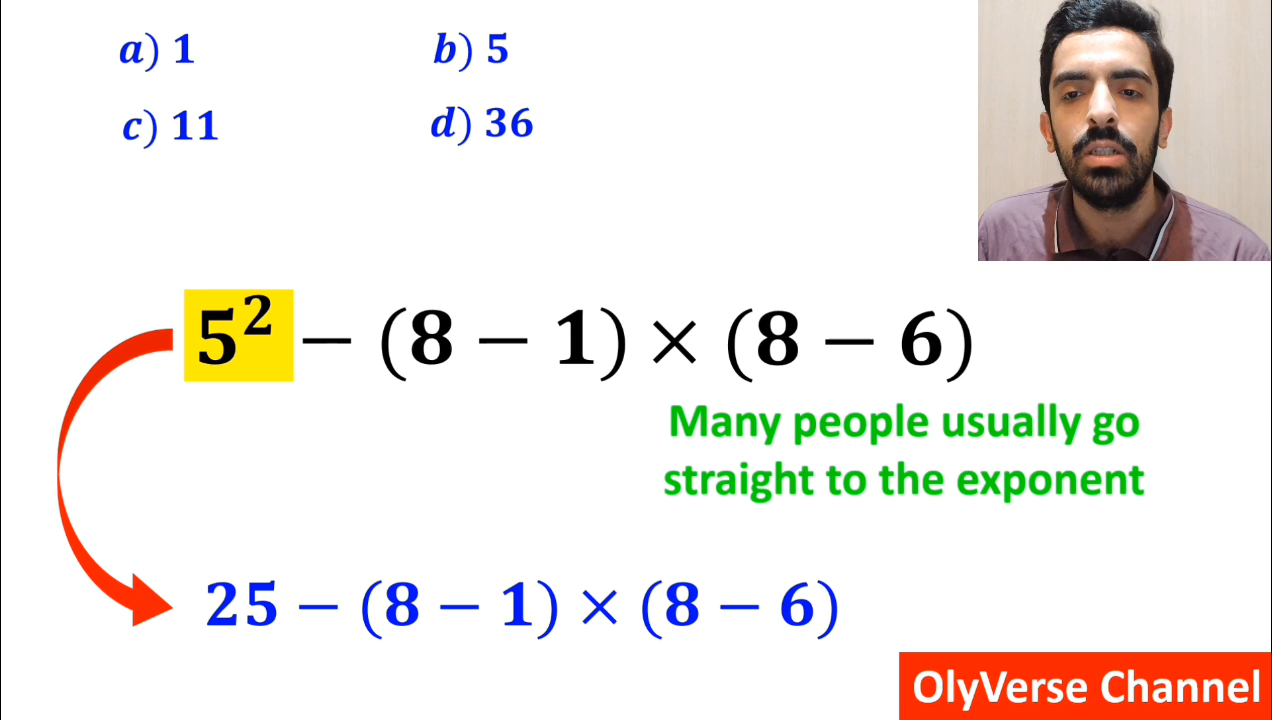 a) 1 b) 5
c) 11 d) 36
5² − (8 − 1) × (8 − 6)
Many people usually go
straight to the exponent
25 − (8 − 1) × (8 − 6)
OlyVerse Channel